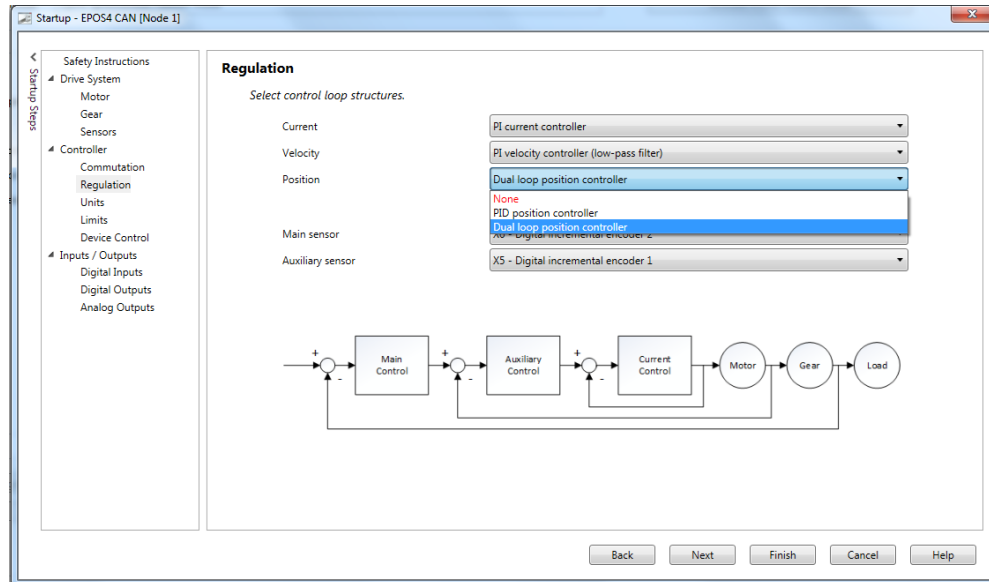 Startup - EPOS4 CAN [Node 1]
Startup Steps
Safety Instructions
Drive System
Motor
Gear
Sensors
Controller
Commutation
Regulation
Units
Limits
Device Control
Inputs / Outputs
Digital Inputs
Digital Outputs
Analog Outputs
Regulation
Select control loop structures.
Current PI current controller
Velocity PI velocity controller (low-pass filter)
Position Dual loop position controller
None
PID position controller
Dual loop position controller
Main sensor X6 - Digital incremental encoder 2
Auxiliary sensor X5 - Digital incremental encoder 1
+ + +
Main Control Auxiliary Control Current Control Motor Gear Load
- - -
Back Next Finish Cancel Help